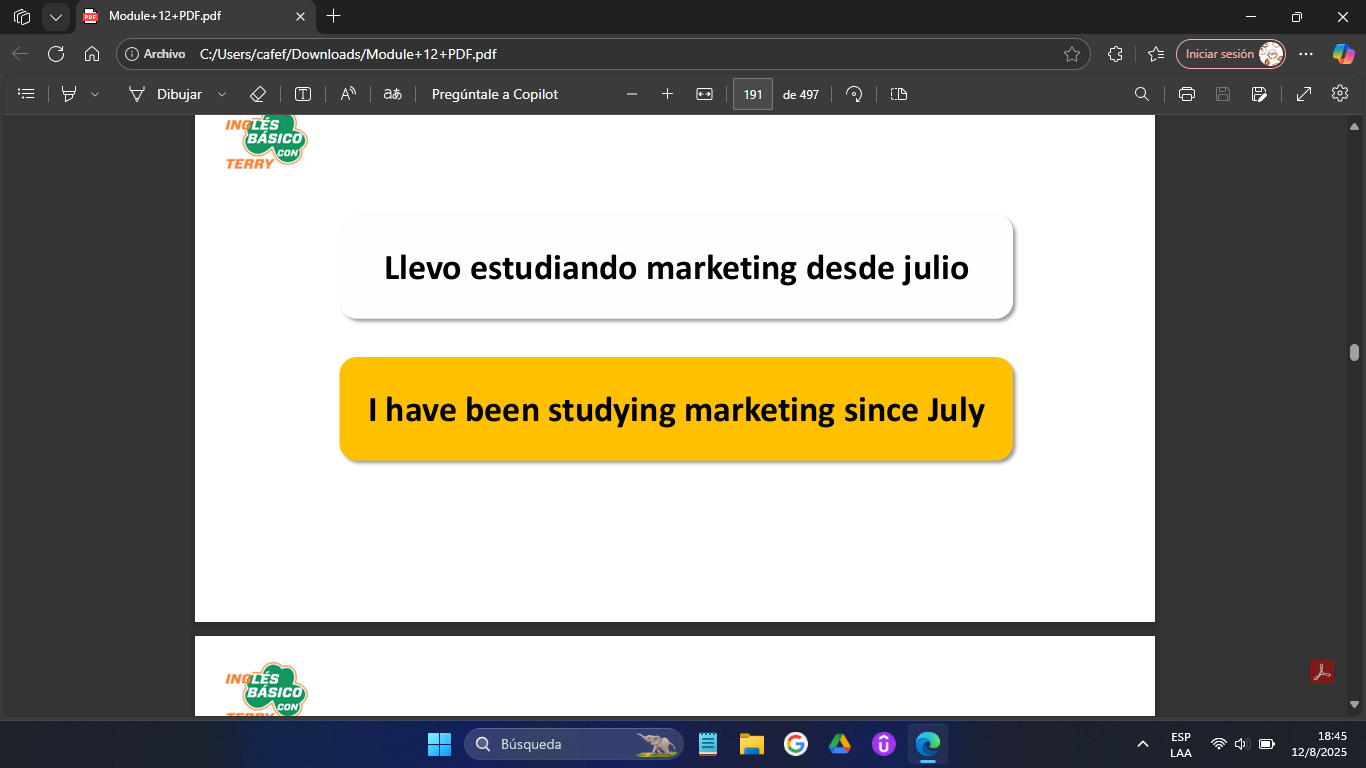 Module+12+PDF.pdf
Archivo
C:/Users/cafef/Downloads/Module+12+PDF.pdf
Iniciar sesión
Dibujar
Pregúntale a Copilot
191
de 497
INGLÉS
BÁSICO
CON
TERRY
Llevo estudiando marketing desde julio
I have been studying marketing since July
INGLÉS
BÁSICO
CON
TERRY
Búsqueda
ESP
LAA
18:45
12/8/2025